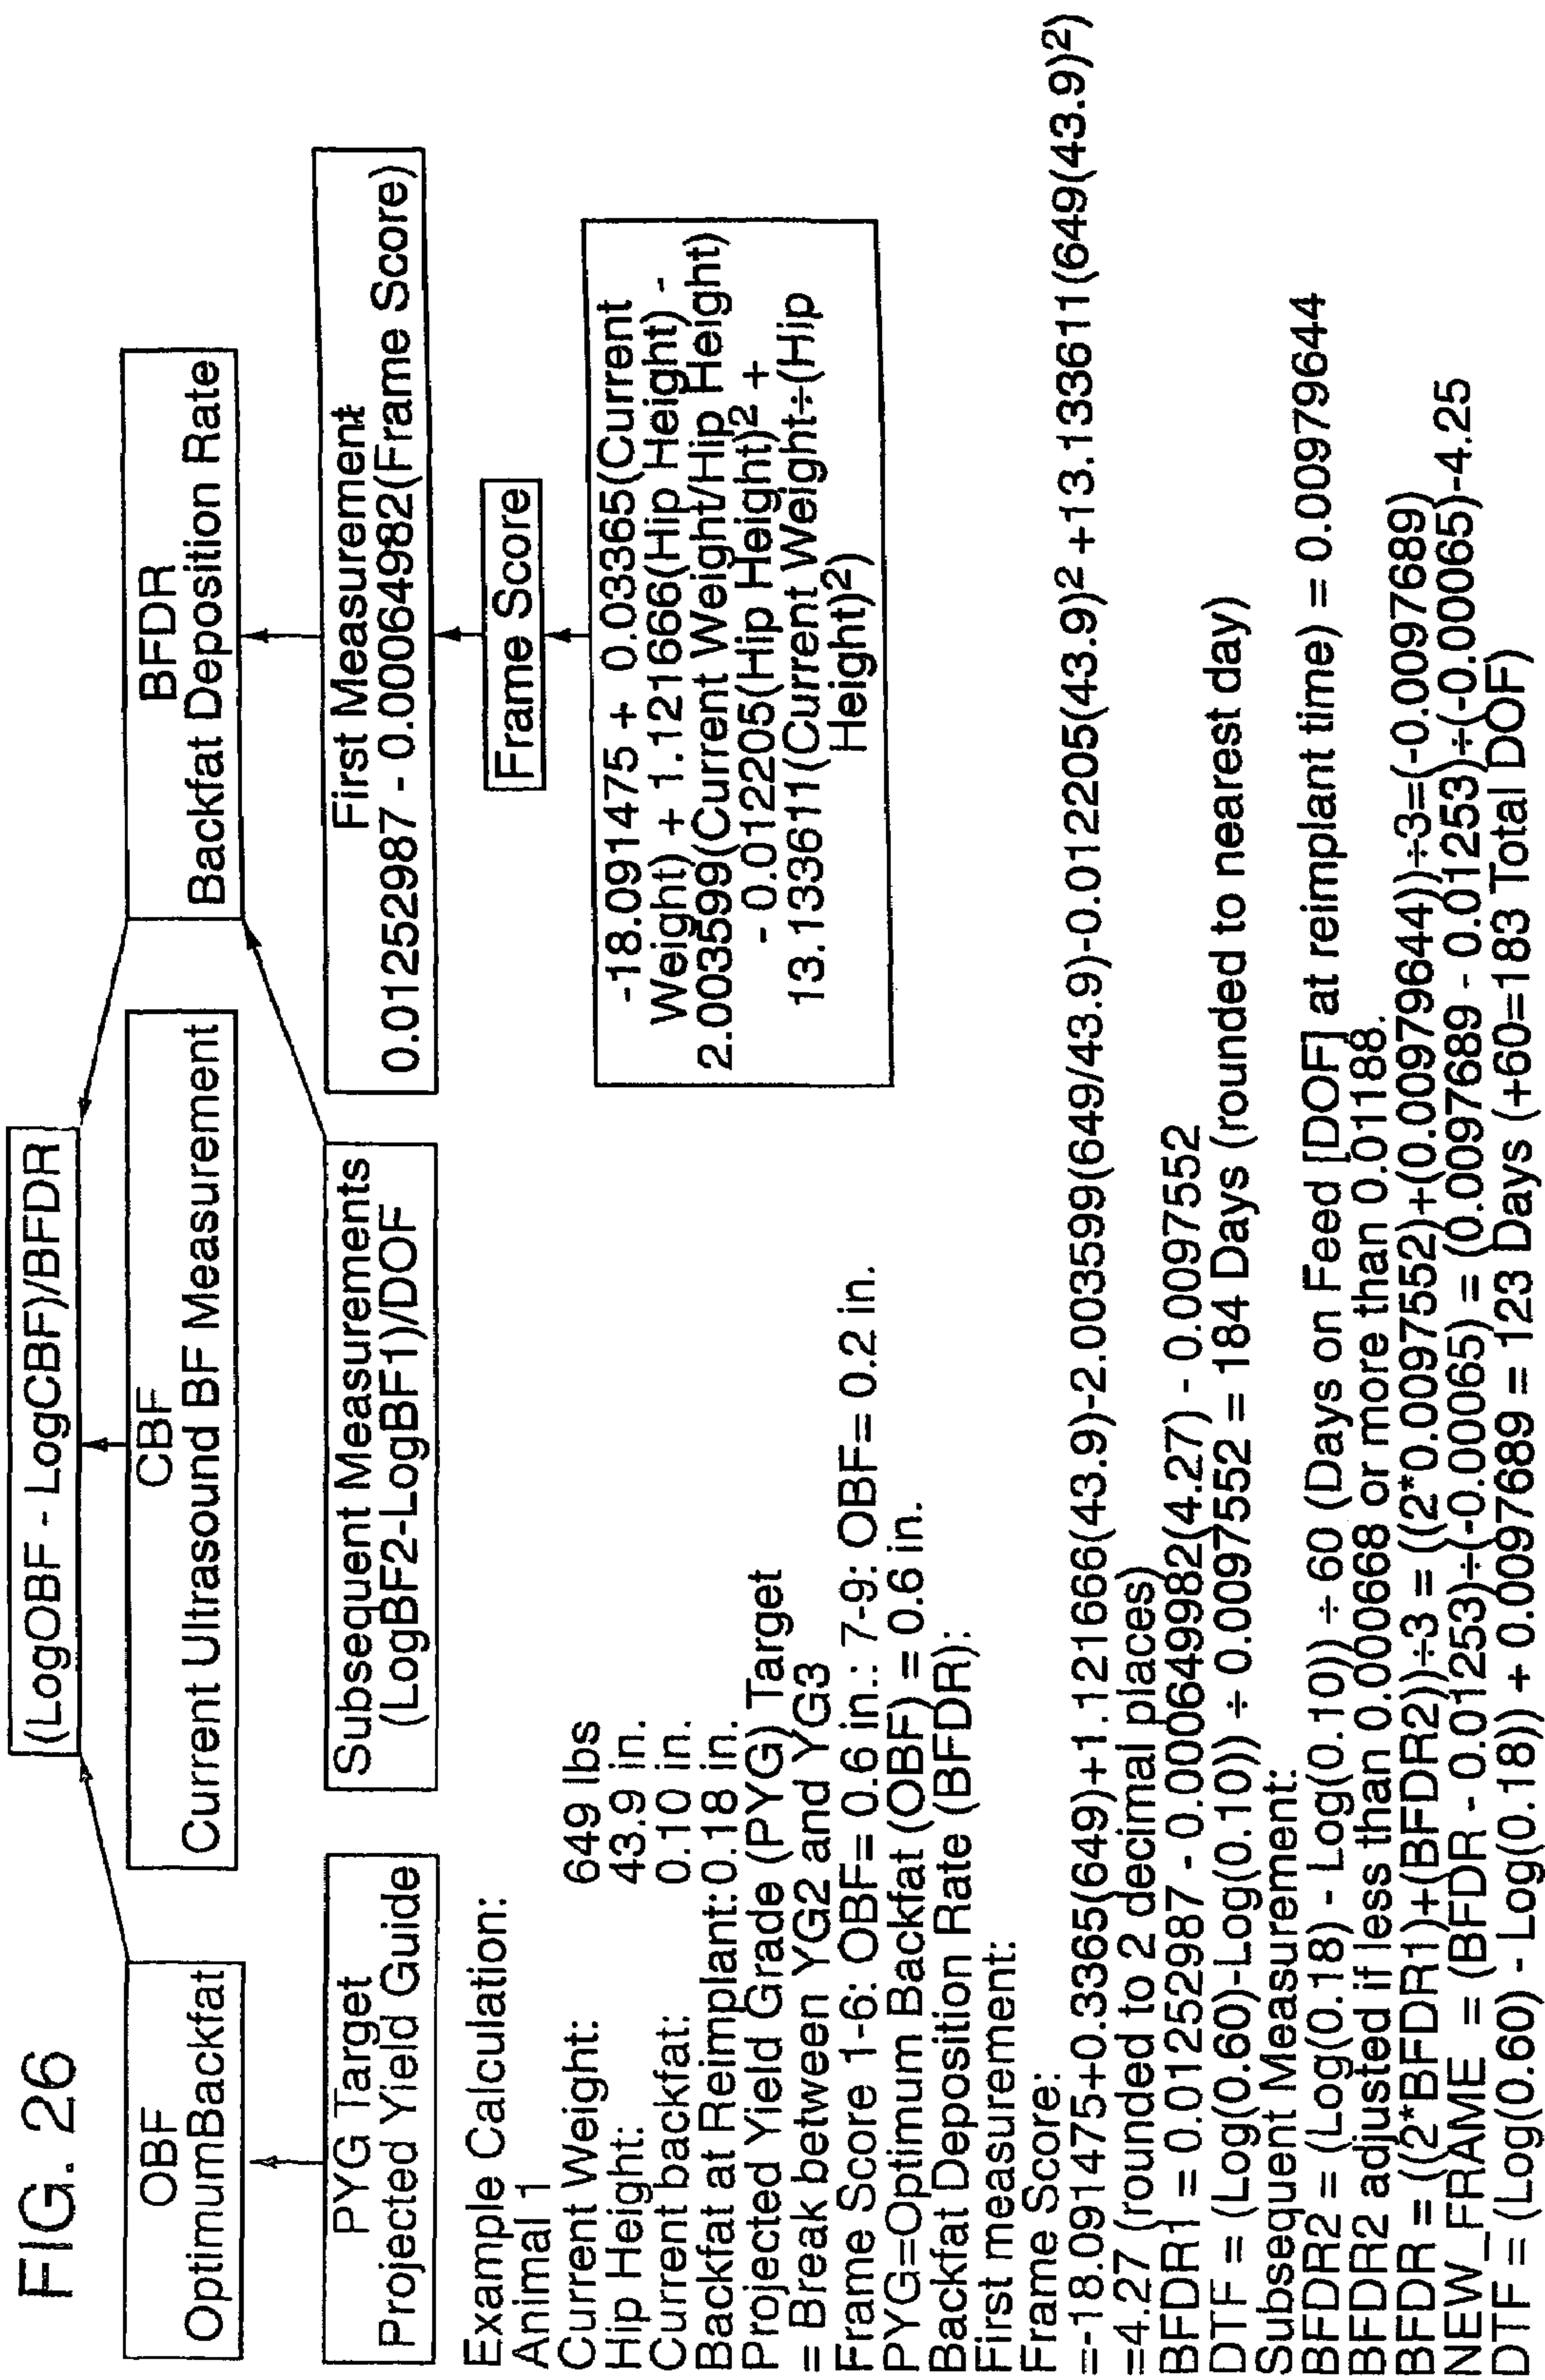 FIG. 26
(LogOBF - LogCBF)/BFDR
OBF
OptimumBackfat
CBF
Current Ultrasound BF Measurement
BFDR
Backfat Deposition Rate
PYG Target
Projected Yield Guide
Subsequent Measurements
(LogBF2-LogBF1)/DOF
First Measurement
0.01252987 - 0.00064982(Frame Score)
Frame Score
-18.091475 + 0.03365(Current
Weight) + 1.121666(Hip Height) -
2.003599(Current Weight/Hip Height)
- 0.012205(Hip Height)² +
13.133611(Current Weight÷(Hip
Height)²)
Example Calculation:
Animal 1
Current Weight: 649 lbs
Hip Height: 43.9 in.
Current backfat: 0.10 in.
Backfat at Reimplant: 0.18 in.
Projected Yield Grade (PYG) Target
= Break between YG2 and YG3
Frame Score 1-6: OBF= 0.6 in.: 7-9: OBF= 0.2 in.
PYG=Optimum Backfat (OBF) = 0.6 in.
Backfat Deposition Rate (BFDR):
First measurement:
Frame Score:
=-18.091475+0.3365(649)+1.121666(43.9)-2.003599(649/43.9)-0.012205(43.9)² +13.133611(649(43.9)²)
=4.27 (rounded to 2 decimal places)
BFDR1 = 0.01252987 - 0.000649982(4.27) - 0.0097552
DTF = (Log(0.60)-Log(0.10)) ÷ 0.0097552 = 184 Days (rounded to nearest day)
Subsequent Measurement:
BFDR2 = (Log(0.18) - Log(0.10)) ÷ 60 (Days on Feed [DOF] at reimplant time) = 0.00979644
BFDR2 adjusted if less than 0.000668 or more than 0.01188.
BFDR = ((2*BFDR1)+(BFDR2))÷3 = ((2*0.0097552)+(0.00979644))÷3=(-0.0097689)
NEW_FRAME = (BFDR - 0.01253)÷(-0.00065) = (0.0097689 - 0.01253)÷(-0.00065)-4.25
DTF = (Log(0.60) - Log(0.18)) + 0.0097689 = 123 Days (+60=183 Total DOF)